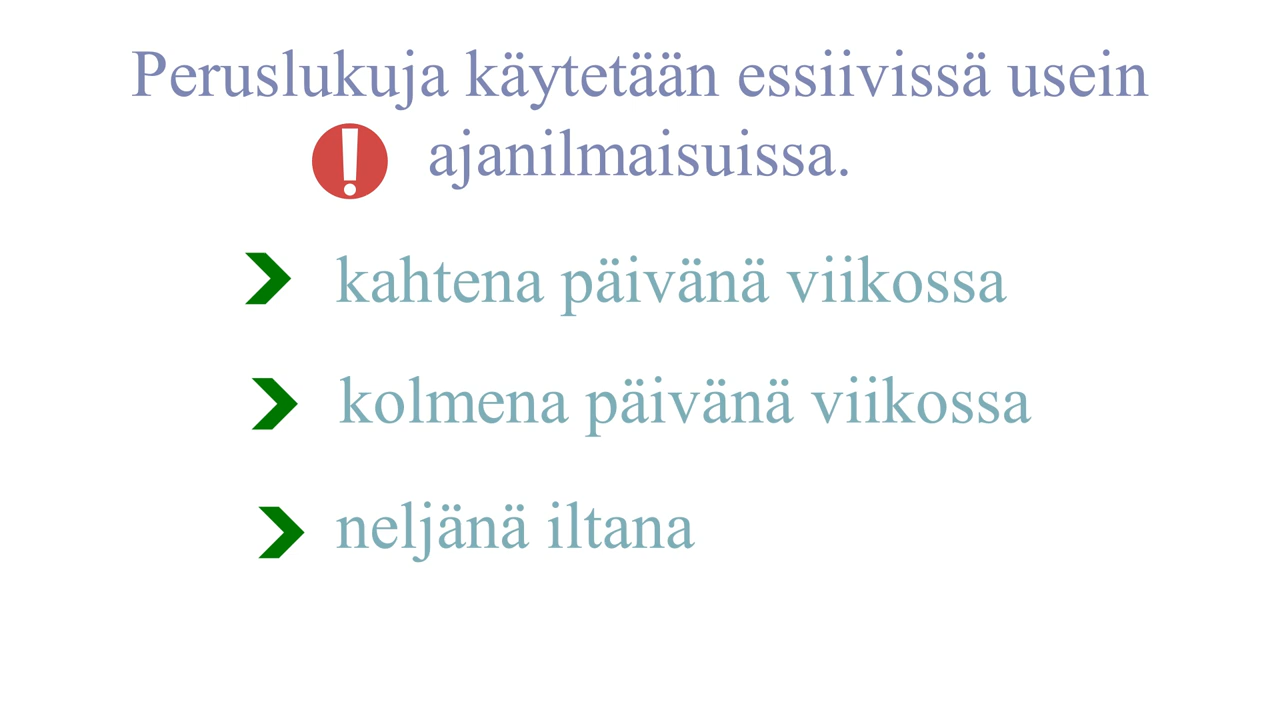 Peruslukuja käytetään essiivissä usein
ajanilmaisuissa.
kahtena päivänä viikossa
kolmena päivänä viikossa
neljänä iltana